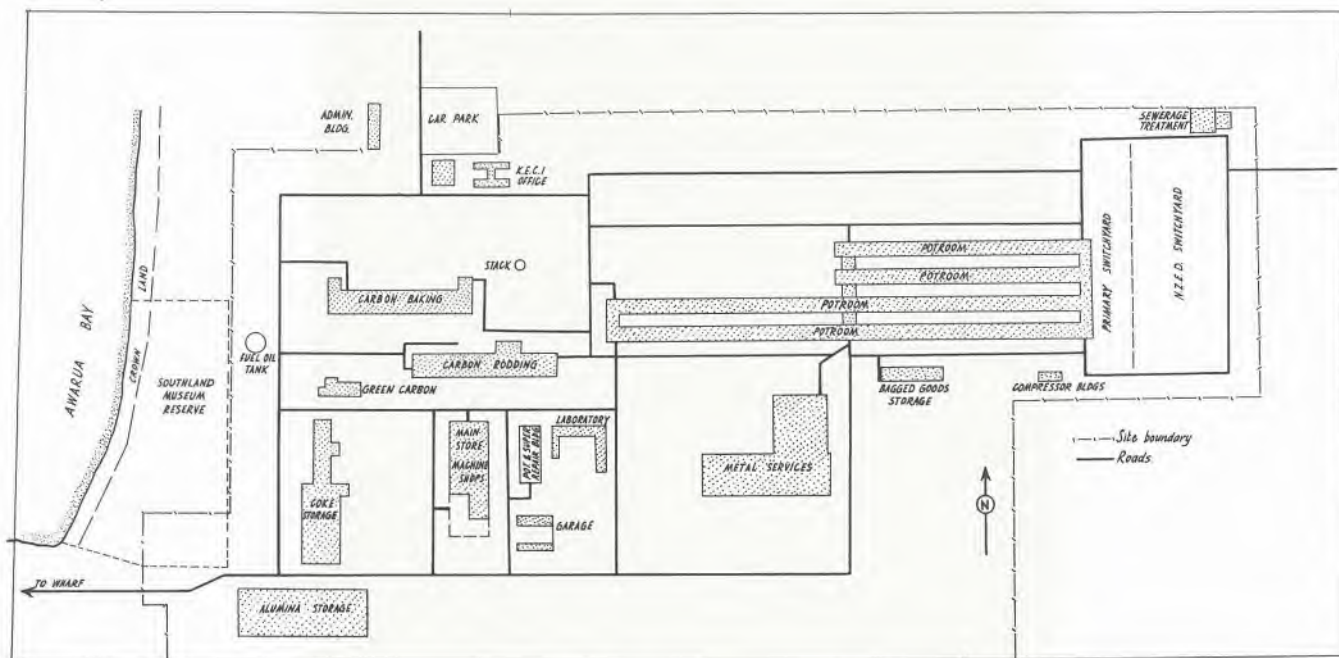 ADMIN.
BLDG.
CAR PARK
SEWERAGE
TREATMENT
K.E.C.I
OFFICE
AWARUA BAY
CROWN LAND
STACK
POTROOM
POTROOM
POTROOM
POTROOM
PRIMARY SWITCHYARD
N.Z.E.D. SWITCHYARD
CARBON BAKING
FUEL OIL
TANK
CARBON RODDING
SOUTHLAND
MUSEUM
RESERVE
GREEN CARBON
BAGGED GOODS
STORAGE
COMPRESSOR BLDGS
MAIN
STORE
MACHINE
SHOPS
POT & SUPER
REPAIR BLDG
LABORATORY
METAL SERVICES
COKE
STORAGE
GARAGE
Site boundary
Roads
N
TO WHARF
ALUMINA STORAGE